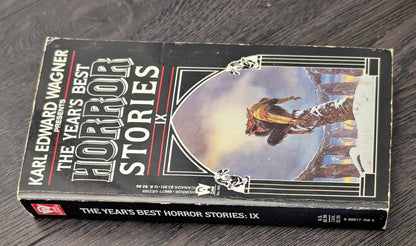 KARL EDWARD WAGNER
PRESENTS
THE YEAR'S BEST
HORROR
STORIES
IX
THE YEAR'S BEST HORROR STORIES: IX